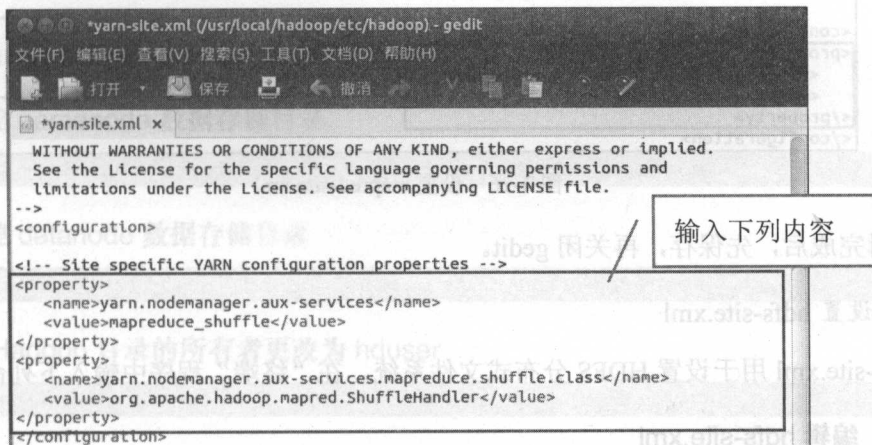 *yarn-site.xml (/usr/local/hadoop/etc/hadoop) - gedit
文件(F) 编辑(E) 查看(V) 搜索(S) 工具(T) 文档(D) 帮助(H)
打开 保存 撤消
*yarn-site.xml ×
WITHOUT WARRANTIES OR CONDITIONS OF ANY KIND, either express or implied.
See the License for the specific language governing permissions and
limitations under the License. See accompanying LICENSE file.
-->
<configuration>
输入下列内容
<!-- Site specific YARN configuration properties -->
<property>
<name>yarn.nodemanager.aux-services</name>
<value>mapreduce_shuffle</value>
</property>
<property>
<name>yarn.nodemanager.aux-services.mapreduce.shuffle.class</name>
<value>org.apache.hadoop.mapred.ShuffleHandler</value>
</property>
</configuration>